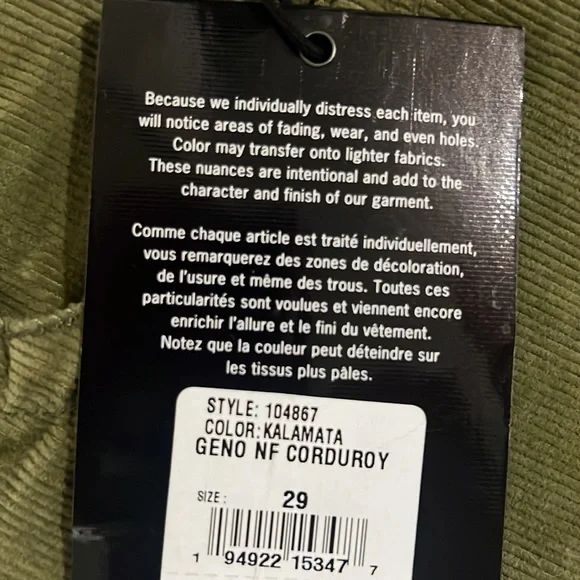 Because we individually distress each item, you
will notice areas of fading, wear, and even holes.
Color may transfer onto lighter fabrics.
These nuances are intentional and add to the
character and finish of our garment.
Comme chaque article est traité individuellement,
vous remarquerez des zones de décoloration,
de l'usure et même des trous. Toutes ces
particularités sont voulues et viennent encore
enrichir l'allure et le fini du vêtement.
Notez que la couleur peut déteindre sur
les tissus plus pâles.
STYLE: 104867
COLOR:KALAMATA
GENO NF CORDUROY
SIZE: 29
1 94922 15347 7